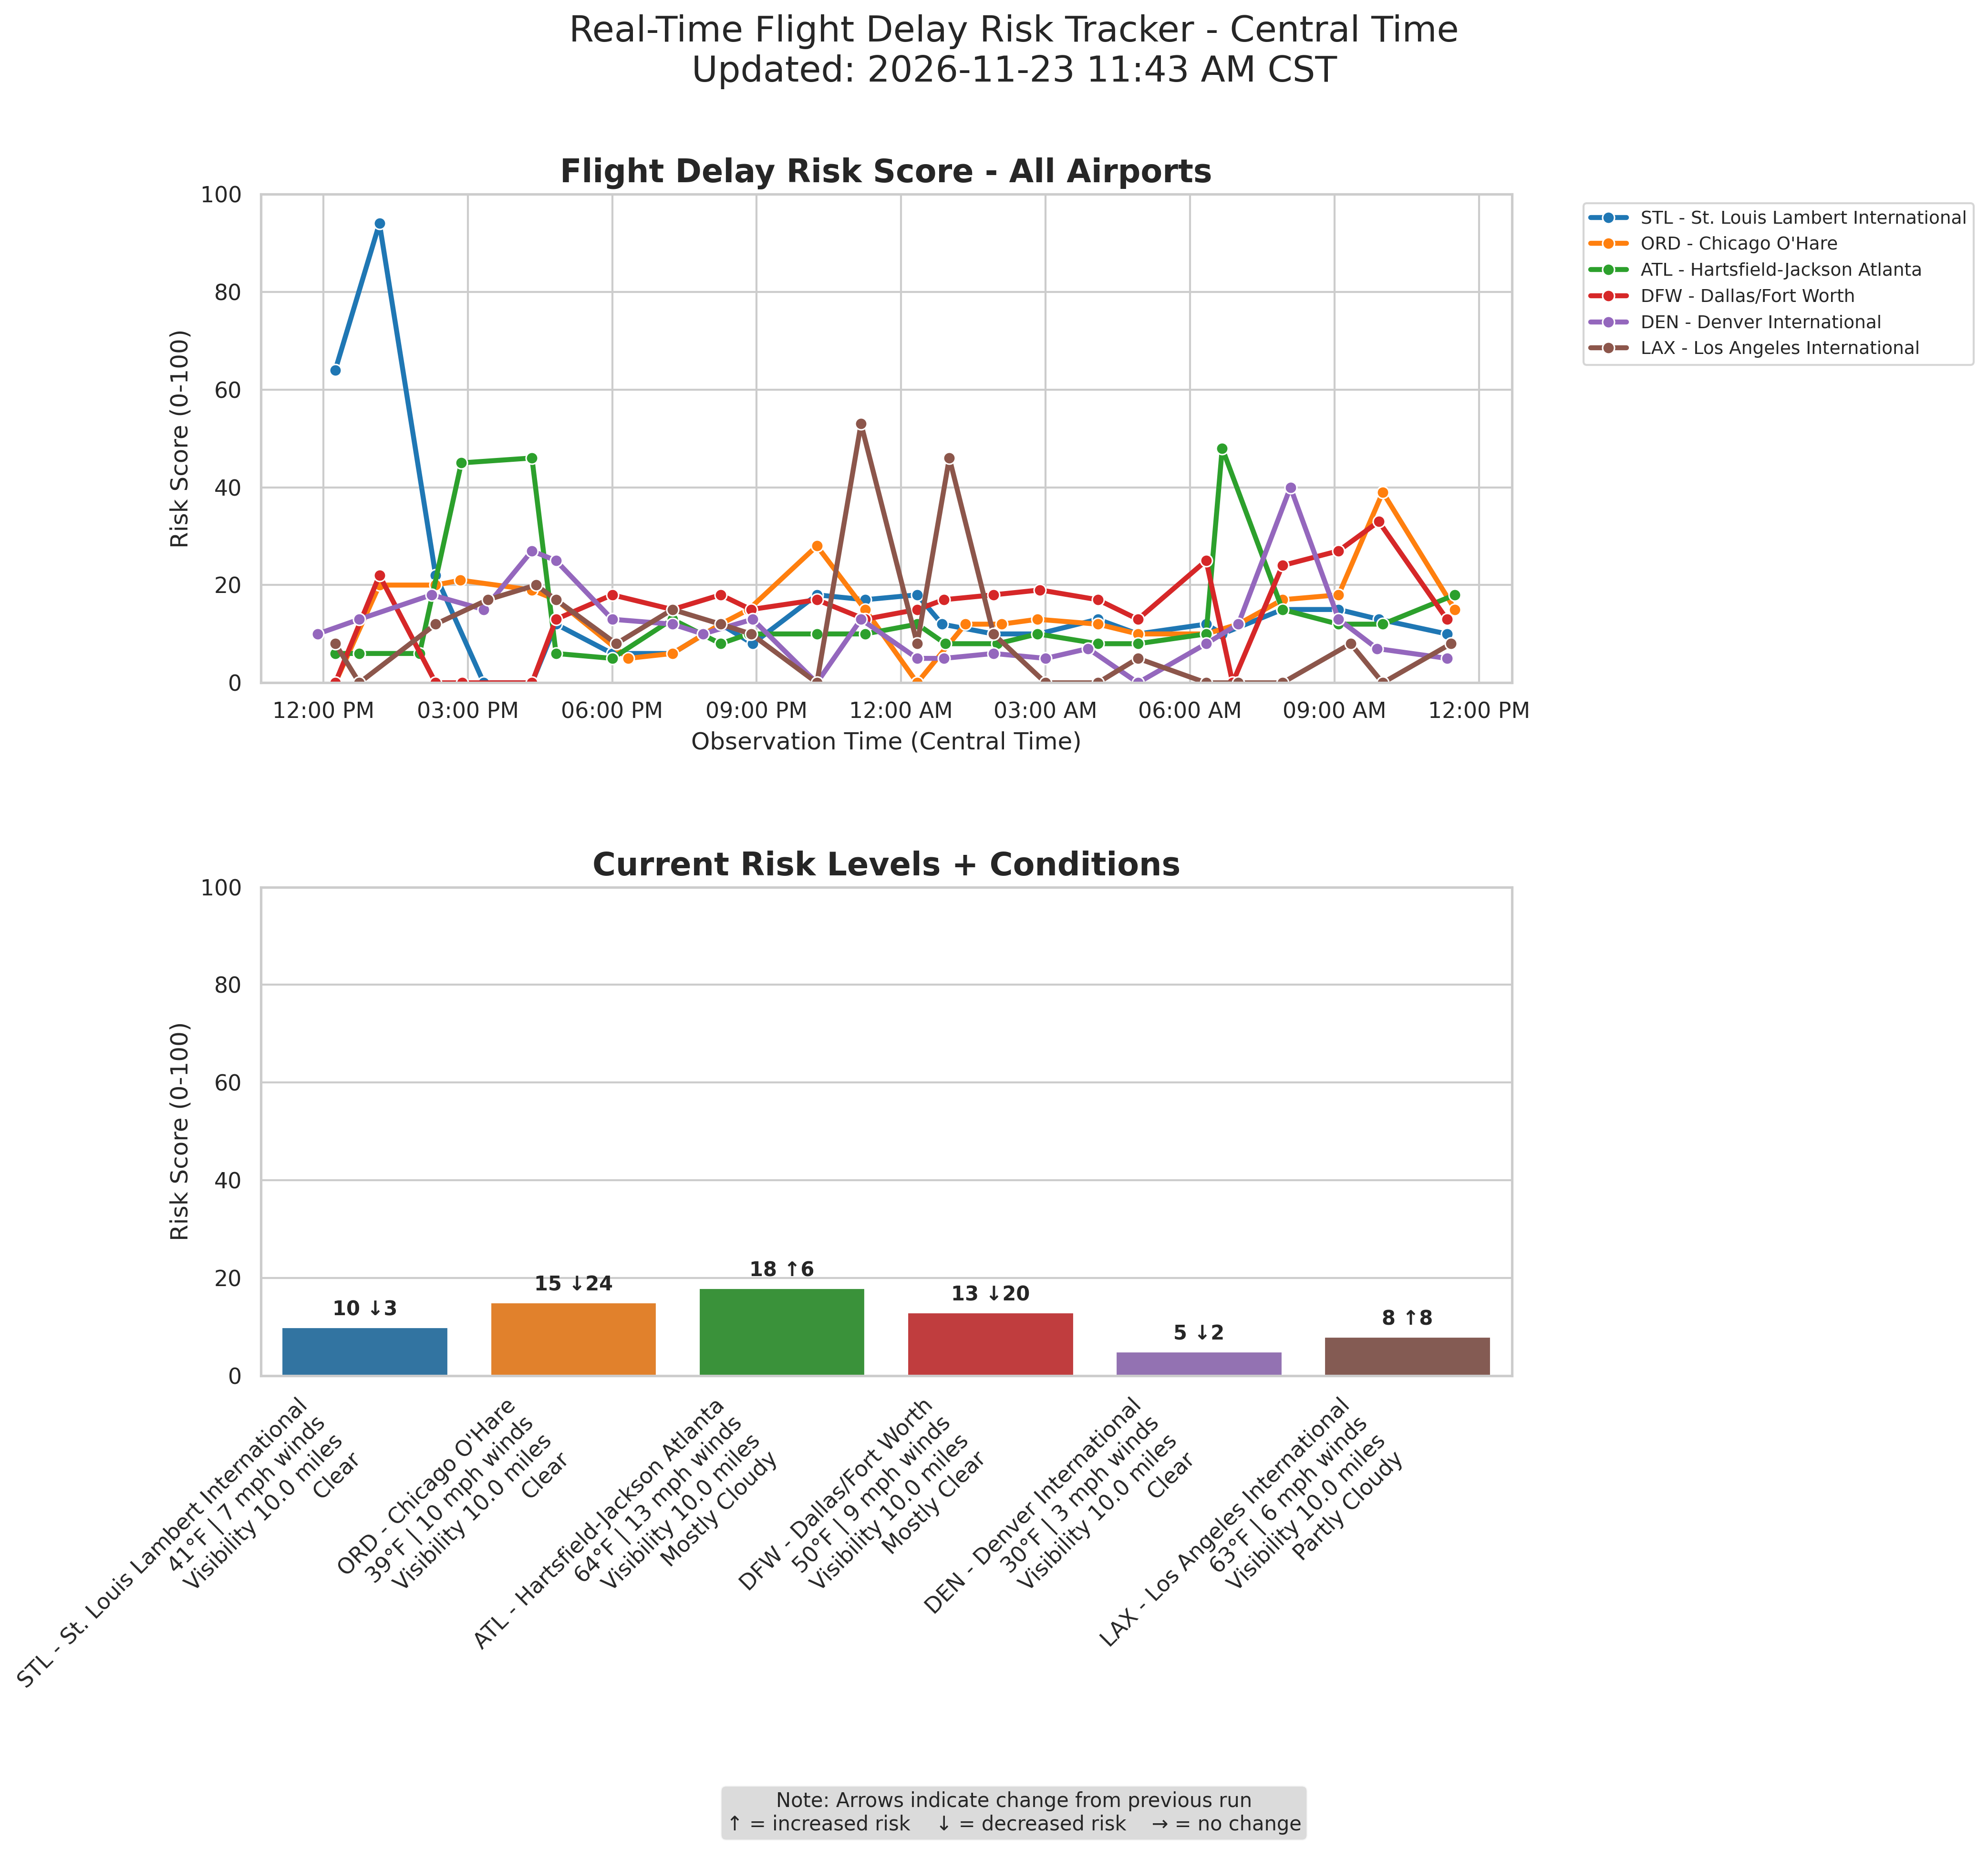 Real-Time Flight Delay Risk Tracker - Central Time
Updated: 2026-11-23 11:43 AM CST
Flight Delay Risk Score - All Airports
100
80
60
40
20
0
Risk Score (0-100)
12:00 PM
03:00 PM
06:00 PM
09:00 PM
12:00 AM
03:00 AM
06:00 AM
09:00 AM
12:00 PM
Observation Time (Central Time)
STL - St. Louis Lambert International
ORD - Chicago O'Hare
ATL - Hartsfield-Jackson Atlanta
DFW - Dallas/Fort Worth
DEN - Denver International
LAX - Los Angeles International
Current Risk Levels + Conditions
100
80
60
40
20
0
Risk Score (0-100)
10 ↓3
15 ↓24
18 ↑6
13 ↓20
5 ↓2
8 ↑8
STL - St. Louis Lambert International
41°F | 7 mph winds
Visibility 10.0 miles
Clear
ORD - Chicago O'Hare
39°F | 10 mph winds
Visibility 10.0 miles
Clear
ATL - Hartsfield-Jackson Atlanta
64°F | 13 mph winds
Visibility 10.0 miles
Mostly Cloudy
DFW - Dallas/Fort Worth
50°F | 9 mph winds
Visibility 10.0 miles
Mostly Clear
DEN - Denver International
30°F | 3 mph winds
Visibility 10.0 miles
Clear
LAX - Los Angeles International
63°F | 6 mph winds
Visibility 10.0 miles
Partly Cloudy
Note: Arrows indicate change from previous run
↑ = increased risk    ↓ = decreased risk    → = no change